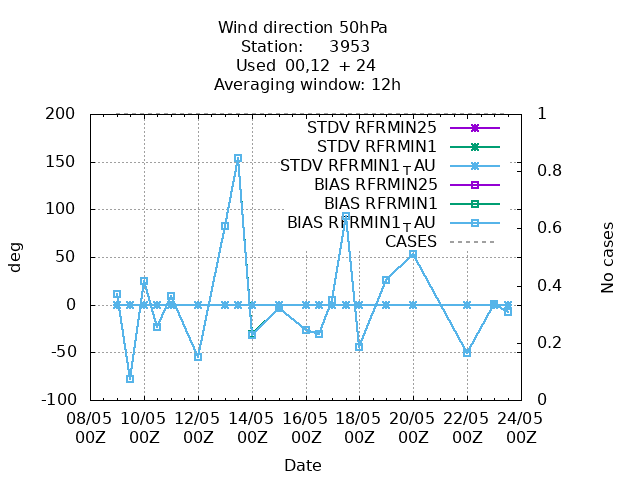 Wind direction 50hPa
Station: 3953
Used 00,12 + 24
Averaging window: 12h
200 1
STDV RFRMIN25
STDV RFRMIN1
150
STDV RFRMIN1TAU
0.8
BIAS RFRMIN25
BIAS RFRMIN1
100
BIAS RFRMIN1TAU
0.6
CASES
50
deg
No cases
0.4
0
0.2
-50
-100 0
08/05 10/05 12/05 14/05 16/05 18/05 20/05 22/05 24/05
00Z 00Z 00Z 00Z 00Z 00Z 00Z 00Z 00Z
Date